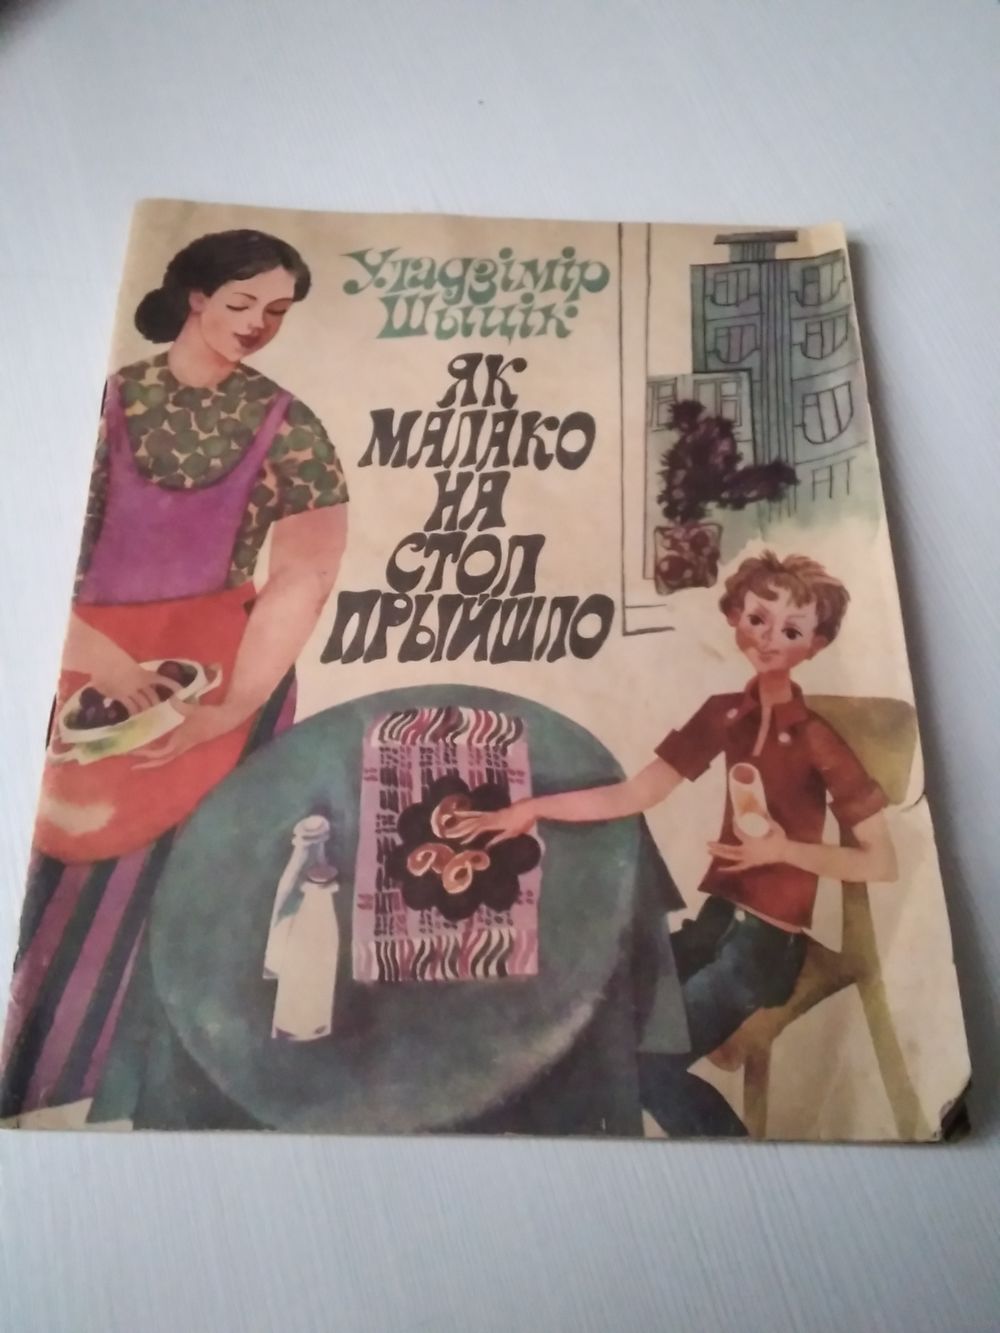 Уладзімір
Шыцік
ЯК
МАЛАКО
НА
СТОЛ
ПРЫЙШЛО